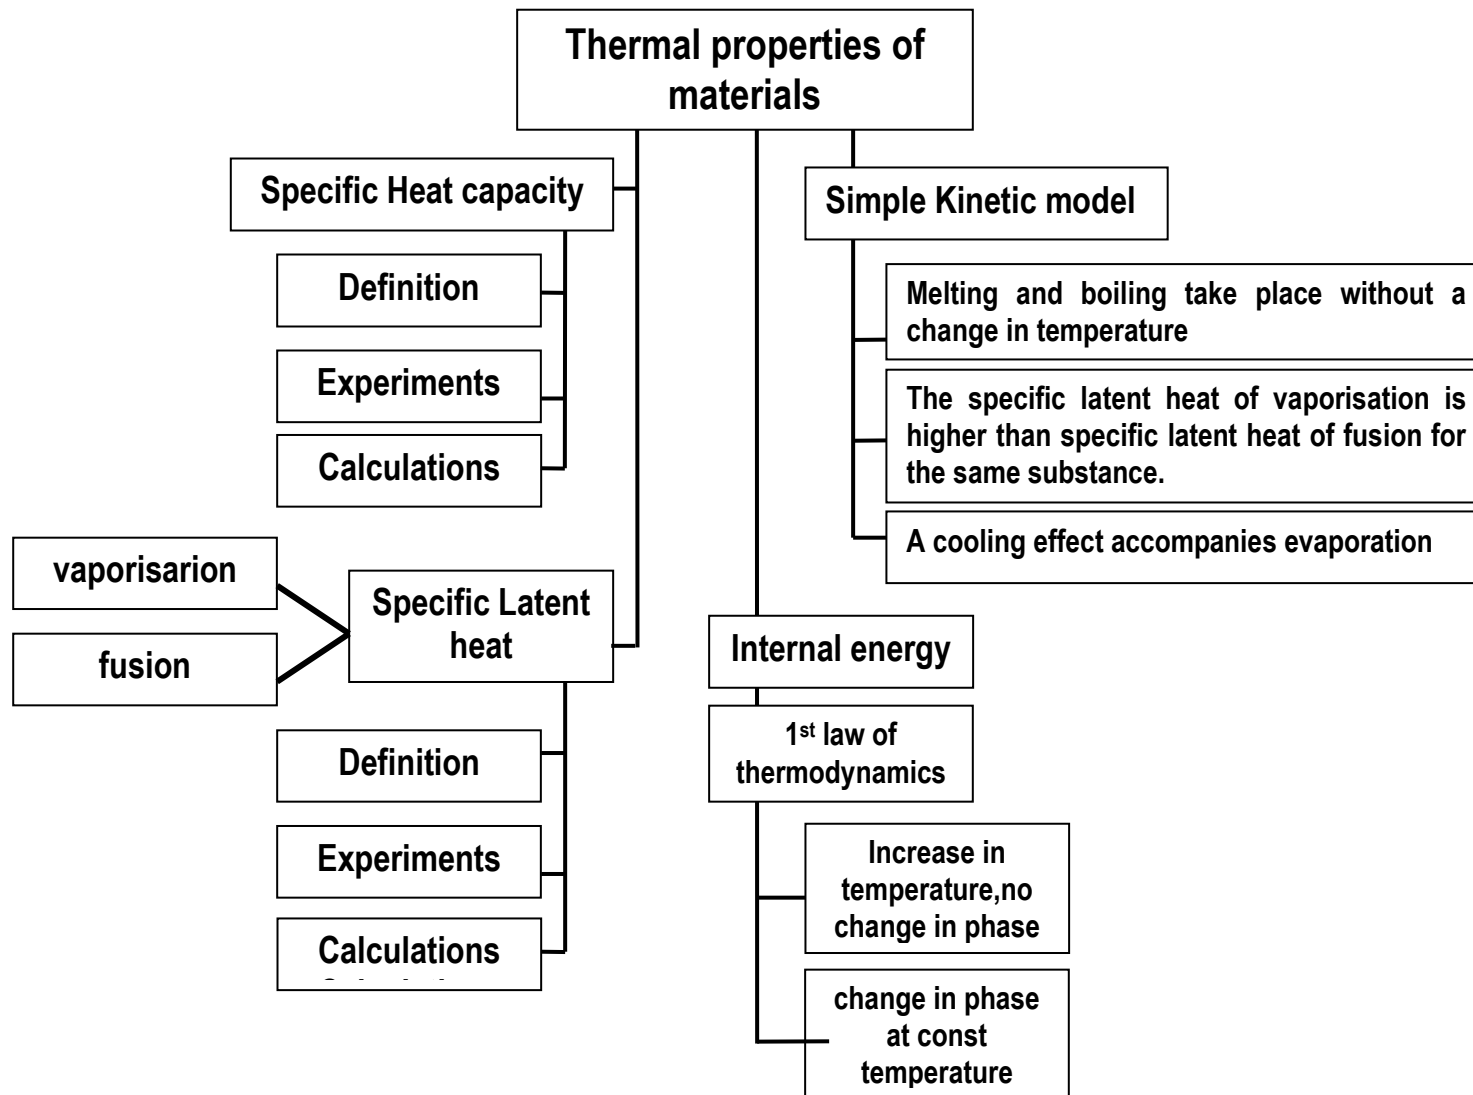 Thermal properties of
materials
Specific Heat capacity
Definition
Experiments
Calculations
vaporisarion
fusion
Specific Latent
heat
Definition
Experiments
Calculations
Simple Kinetic model
Melting and boiling take place without a
change in temperature
The specific latent heat of vaporisation is
higher than specific latent heat of fusion for
the same substance.
A cooling effect accompanies evaporation
Internal energy
1st law of
thermodynamics
Increase in
temperature,no
change in phase
change in phase
at const
temperature